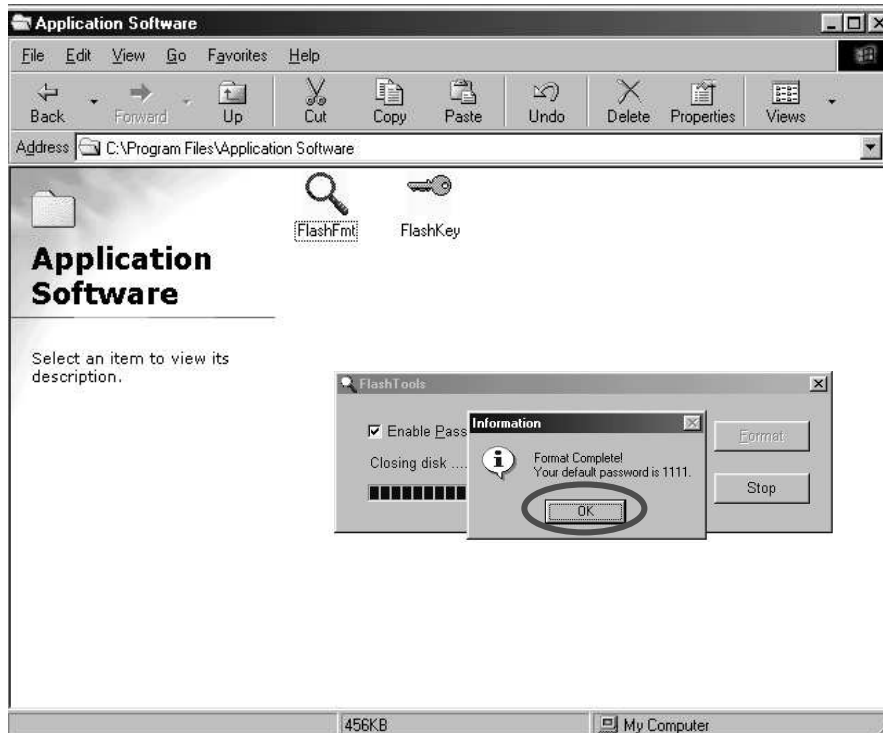 Application Software
File Edit View Go Favorites Help
Back Forward Up Cut Copy Paste Undo Delete Properties Views
Address C:\Program Files\Application Software
FlashFmt FlashKey
Application
Software
Select an item to view its
description.
FlashTools
Enable Pass
Closing disk ....
Format
Stop
Information
Format Complete!
Your default password is 1111.
OK
456KB My Computer